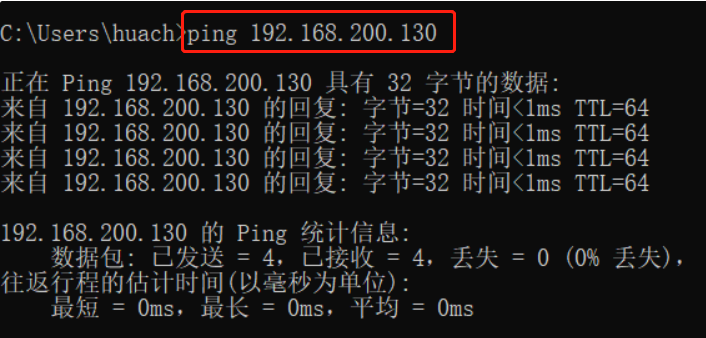 C:\Users\huach>ping 192.168.200.130
正在 Ping 192.168.200.130 具有 32 字节的数据:
来自 192.168.200.130 的回复: 字节=32 时间<1ms TTL=64
来自 192.168.200.130 的回复: 字节=32 时间<1ms TTL=64
来自 192.168.200.130 的回复: 字节=32 时间<1ms TTL=64
来自 192.168.200.130 的回复: 字节=32 时间<1ms TTL=64
192.168.200.130 的 Ping 统计信息:
数据包: 已发送 = 4，已接收 = 4，丢失 = 0 (0% 丢失)，
往返行程的估计时间(以毫秒为单位):
最短 = 0ms，最长 = 0ms，平均 = 0ms